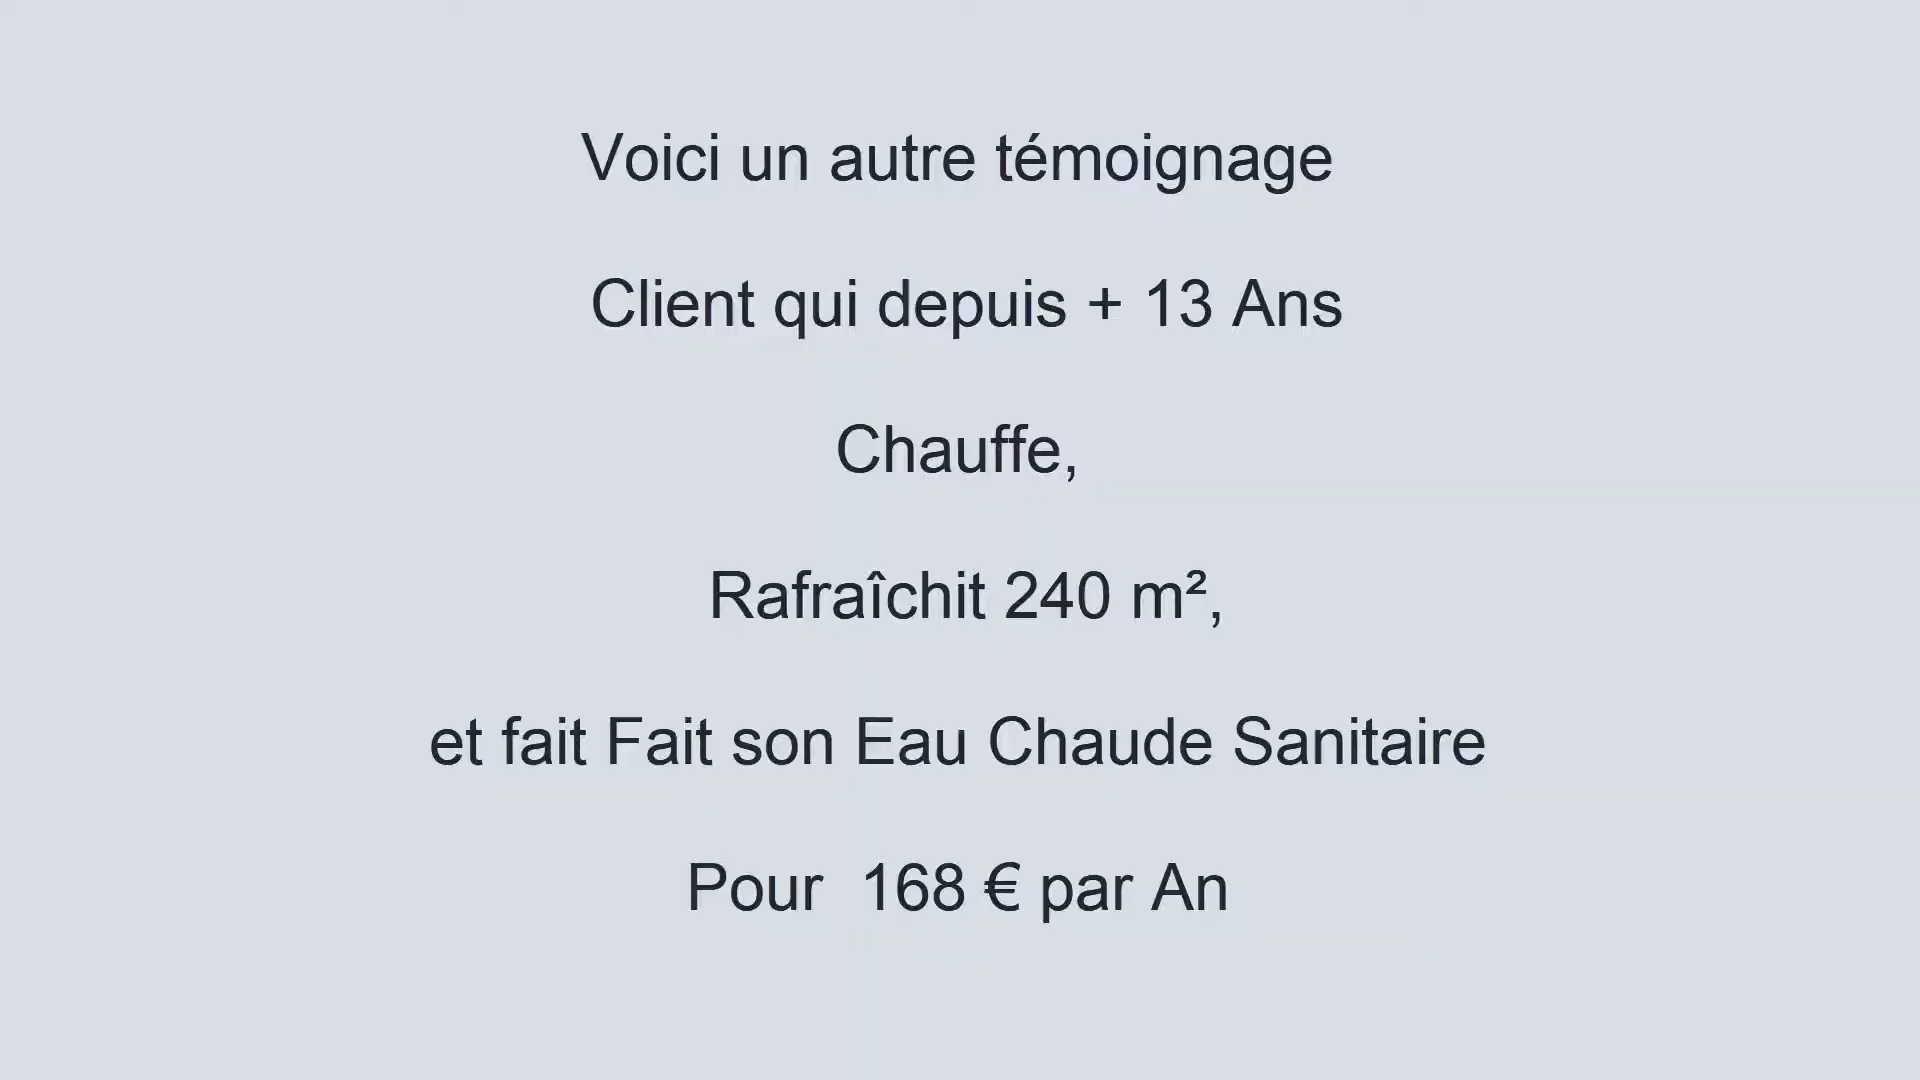 Voici un autre témoignage
Client qui depuis + 13 Ans
Chauffe,
Rafraîchit 240 m²,
et fait Fait son Eau Chaude Sanitaire
Pour  168 € par An